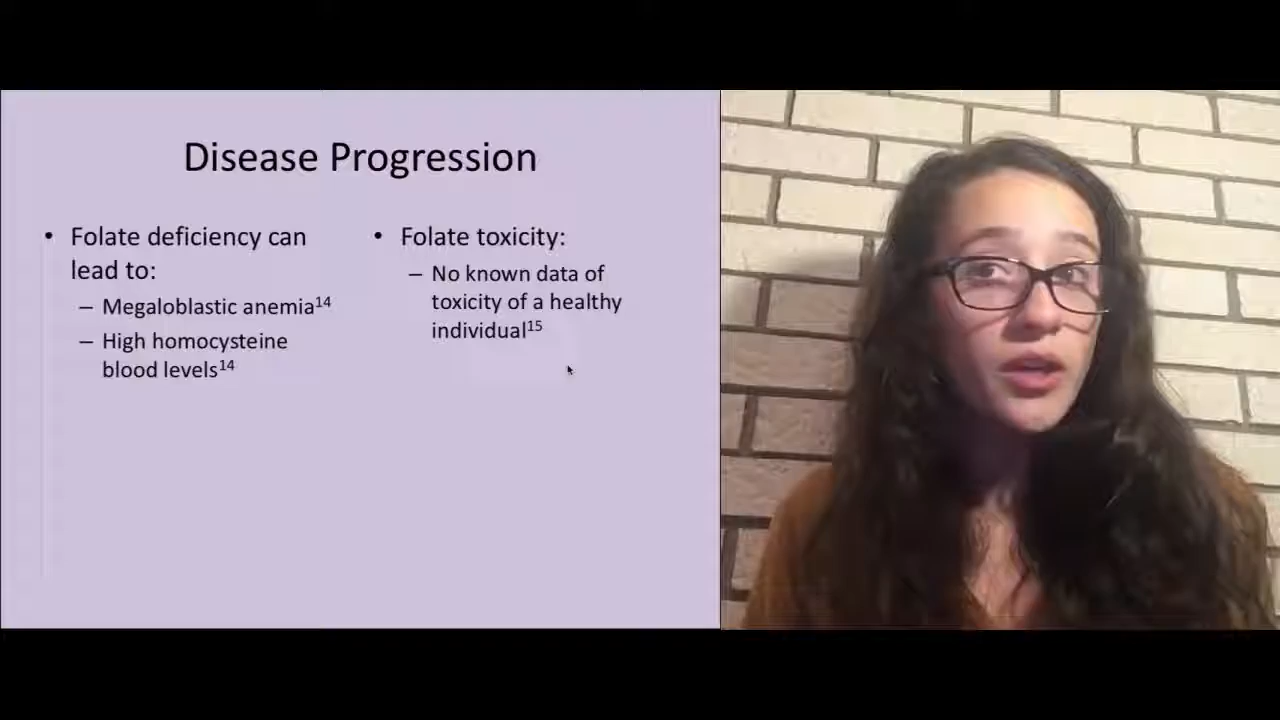 Disease Progression
• Folate deficiency can
lead to:
– Megaloblastic anemia¹⁴
– High homocysteine
blood levels¹⁴
• Folate toxicity:
– No known data of
toxicity of a healthy
individual¹⁵